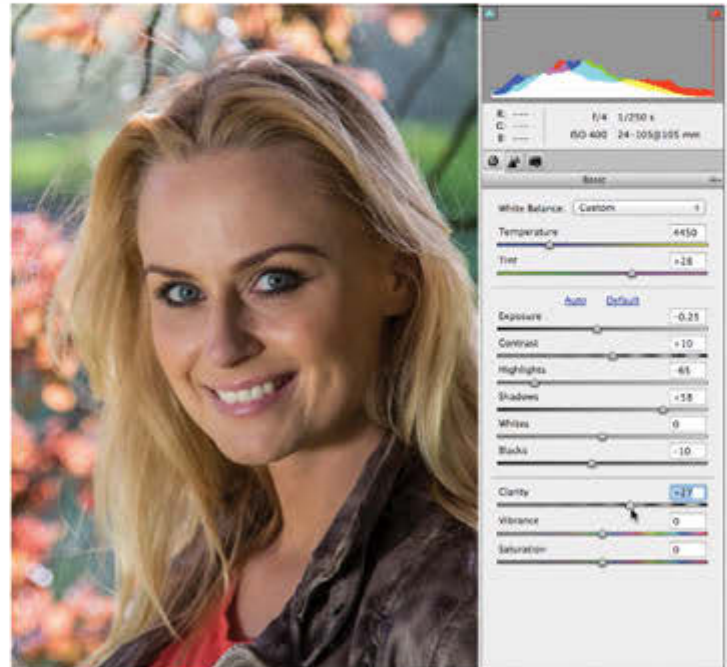 R: ---
G: ---
B: ---
f/4 1/250 s
ISO 400 24-105@105 mm
Basic
White Balance: Custom
Temperature 4450
Tint +28
Auto Default
Exposure -0.25
Contrast +10
Highlights -65
Shadows +58
Whites 0
Blacks -10
Clarity +27
Vibrance 0
Saturation 0